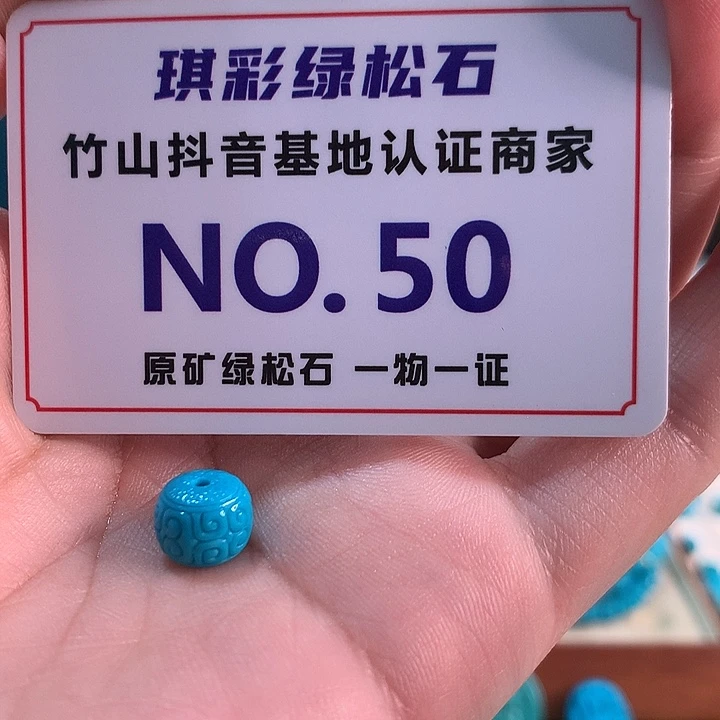 琪彩绿松石
竹山抖音基地认证商家
NO. 50
原矿绿松石 一物一证